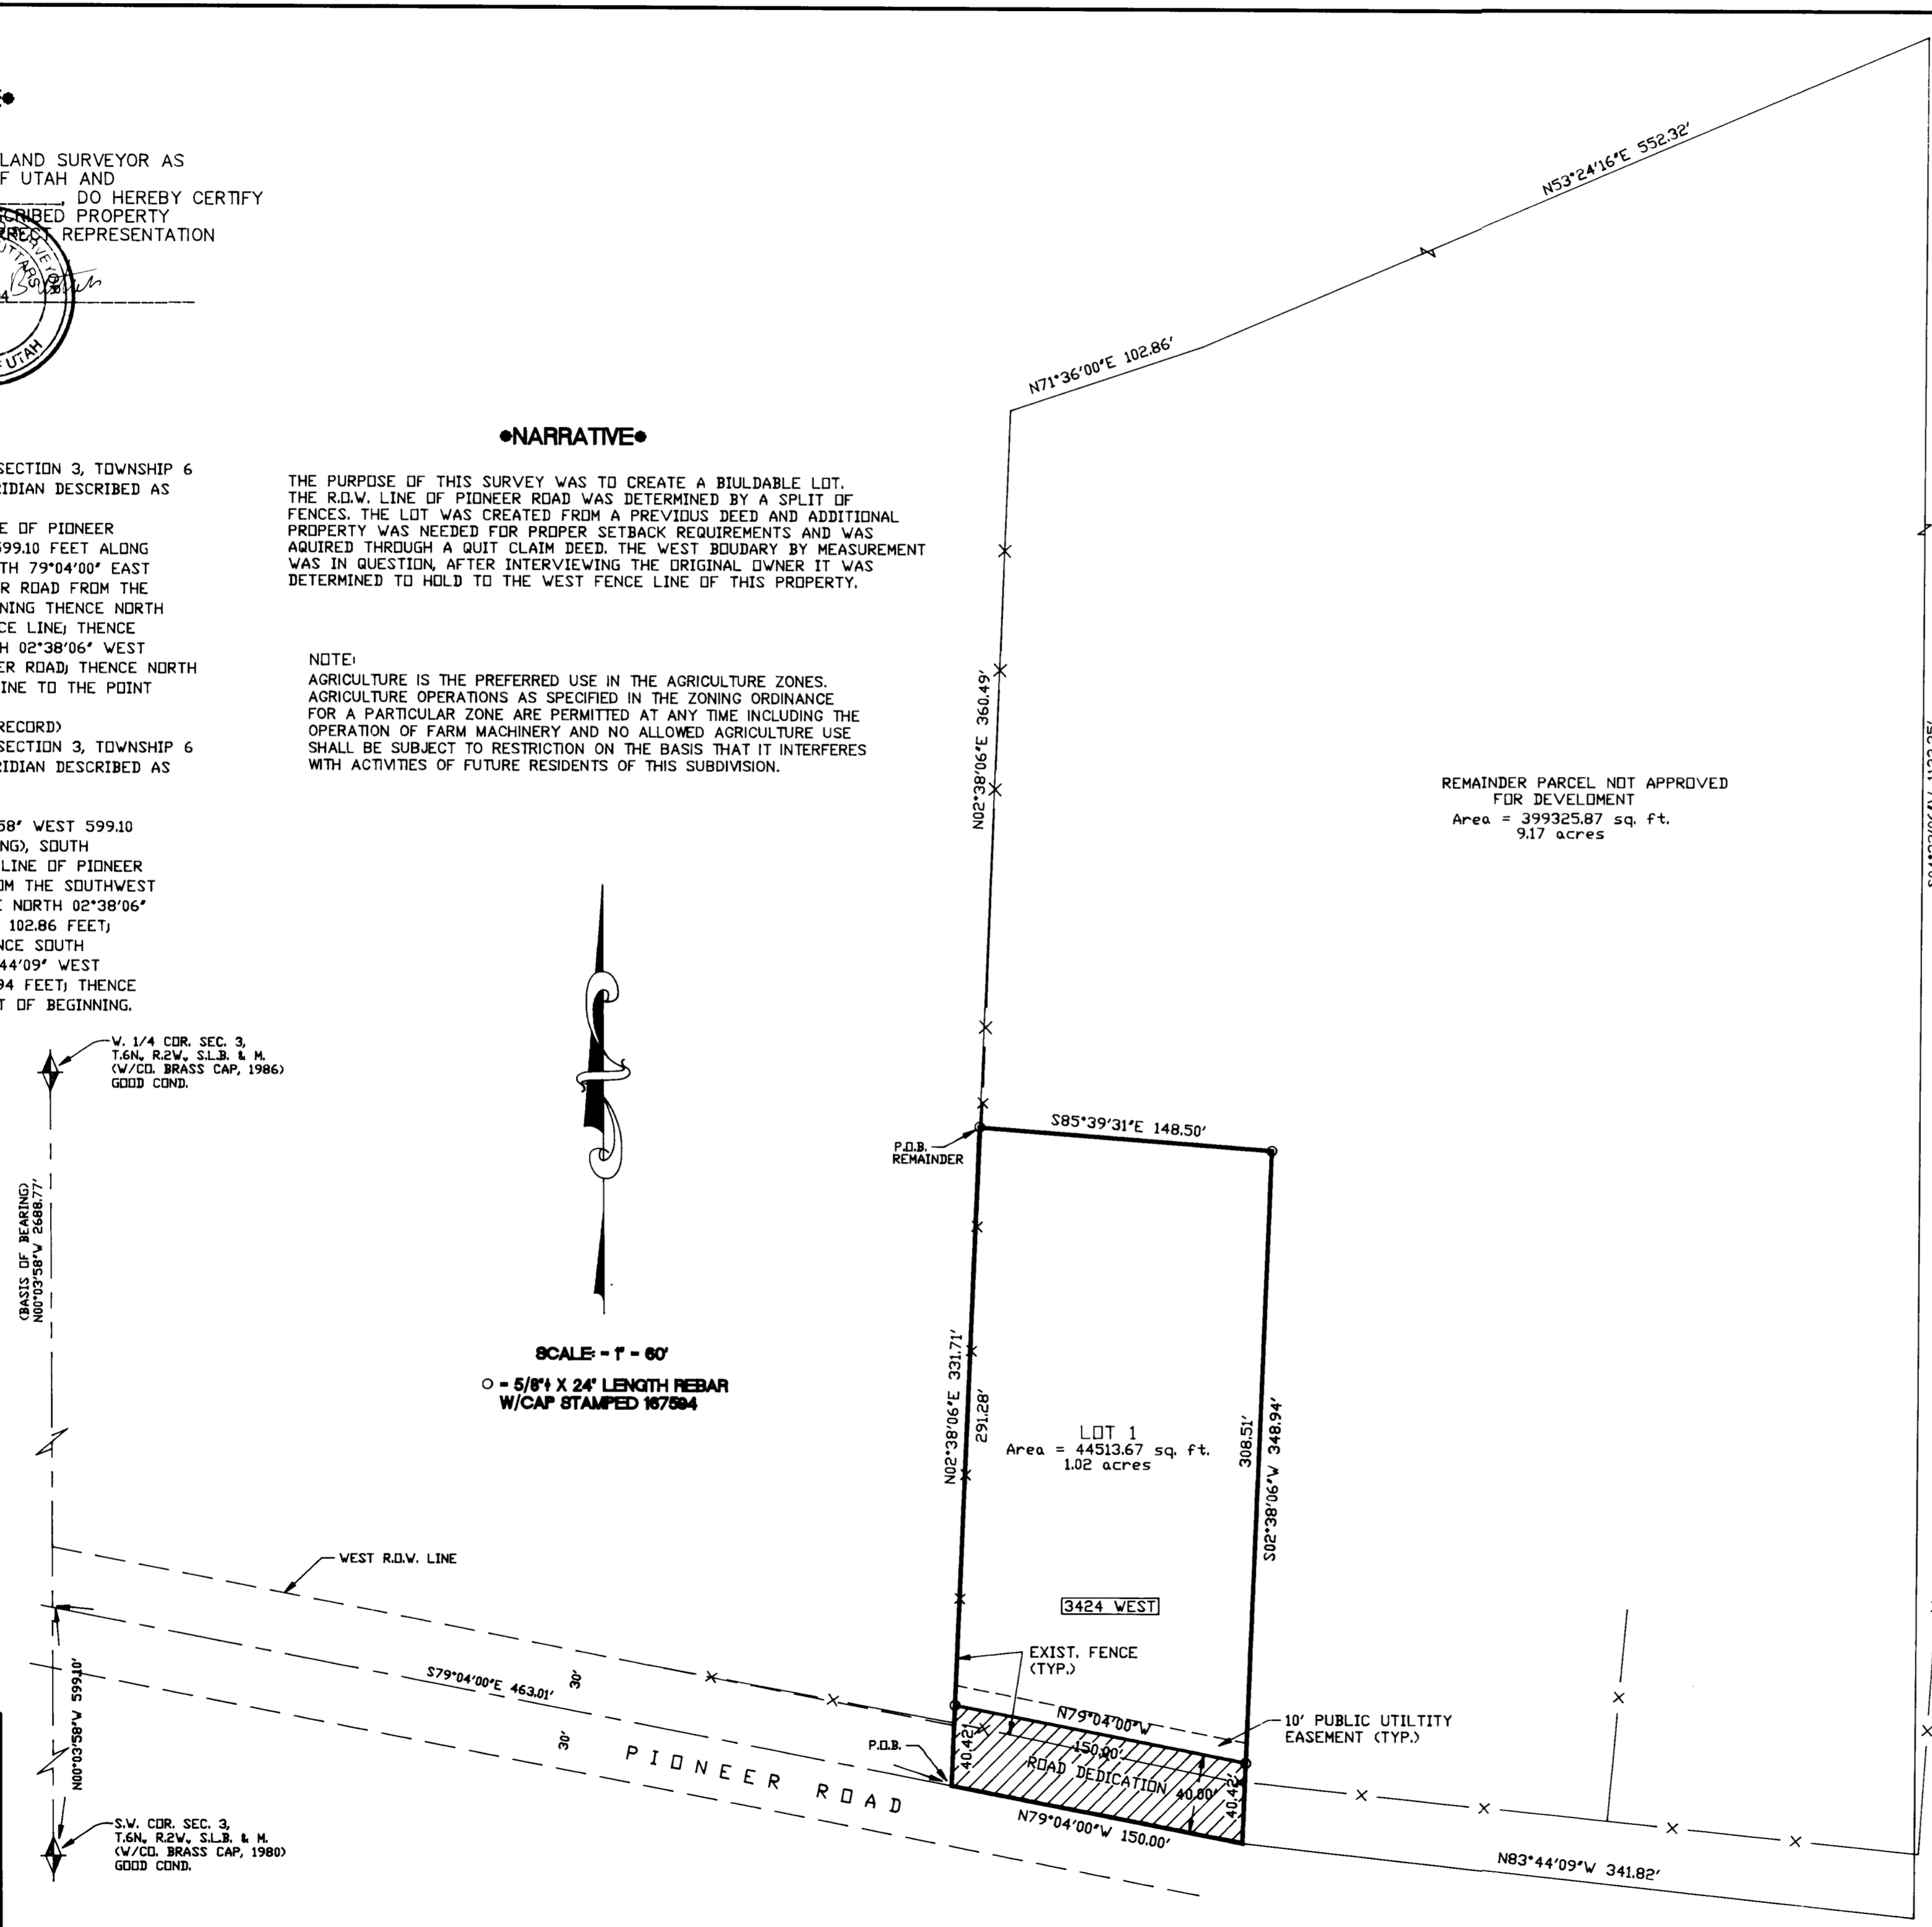 LAND SURVEYOR AS
F UTAH AND
, DO HEREBY CERTIFY
SCRIBED PROPERTY
RRECT REPRESENTATION
UTTARS
UTAH
SECTION 3, TOWNSHIP 6
RIDIAN DESCRIBED AS
E OF PIONEER
599.10 FEET ALONG
TH 79°04'00" EAST
R ROAD FROM THE
NING THENCE NORTH
CE LINE; THENCE
H 02°38'06" WEST
ER ROAD; THENCE NORTH
INE TO THE POINT
RECORD)
SECTION 3, TOWNSHIP 6
RIDIAN DESCRIBED AS
58" WEST 599.10
NG), SOUTH
LINE OF PIONEER
OM THE SOUTHWEST
E NORTH 02°38'06"
102.86 FEET;
NCE SOUTH
44'09" WEST
94 FEET; THENCE
T OF BEGINNING.
•NARRATIVE•
THE PURPOSE OF THIS SURVEY WAS TO CREATE A BIULDABLE LOT.
THE R.O.W. LINE OF PIONEER ROAD WAS DETERMINED BY A SPLIT OF
FENCES. THE LOT WAS CREATED FROM A PREVIOUS DEED AND ADDITIONAL
PROPERTY WAS NEEDED FOR PROPER SETBACK REQUIREMENTS AND WAS
AQUIRED THROUGH A QUIT CLAIM DEED. THE WEST BOUDARY BY MEASUREMENT
WAS IN QUESTION, AFTER INTERVIEWING THE ORIGINAL OWNER IT WAS
DETERMINED TO HOLD TO THE WEST FENCE LINE OF THIS PROPERTY.
NOTE:
AGRICULTURE IS THE PREFERRED USE IN THE AGRICULTURE ZONES.
AGRICULTURE OPERATIONS AS SPECIFIED IN THE ZONING ORDINANCE
FOR A PARTICULAR ZONE ARE PERMITTED AT ANY TIME INCLUDING THE
OPERATION OF FARM MACHINERY AND NO ALLOWED AGRICULTURE USE
SHALL BE SUBJECT TO RESTRICTION ON THE BASIS THAT IT INTERFERES
WITH ACTIVITIES OF FUTURE RESIDENTS OF THIS SUBDIVISION.
N53°24'16"E 552.32'
N71°36'00"E 102.86'
N02°38'06"E 360.49'
REMAINDER PARCEL NOT APPROVED
FOR DEVELOMENT
Area = 399325.87 sq. ft.
9.17 acres
W. 1/4 COR. SEC. 3,
T.6N., R.2W., S.L.B. & M.
(W/CO. BRASS CAP, 1986)
GOOD COND.
(BASIS OF BEARING)
N00°03'58"W 2688.77'
SCALE: - 1" - 60'
○ - 5/8"⌀ X 24" LENGTH REBAR
W/CAP STAMPED 167594
P.O.B.
REMAINDER
S85°39'31"E 148.50'
N02°38'06"E 331.71'
291.28'
LOT 1
Area = 44513.67 sq. ft.
1.02 acres
308.51'
S02°38'06"W 348.94'
3424 WEST
WEST R.O.W. LINE
EXIST. FENCE
(TYP.)
S79°04'00"E 463.01'
30'
30'
PIONEER ROAD
N00°03'58"W 599.10'
S.W. COR. SEC. 3,
T.6N., R.2W., S.L.B. & M.
(W/CO. BRASS CAP, 1980)
GOOD COND.
P.O.B.
40.42'
N79°04'00"W
150.00'
ROAD DEDICATION
40.00'
40.42'
N79°04'00"W 150.00'
10' PUBLIC UTILTITY
EASEMENT (TYP.)
N83°44'09"W 341.82'